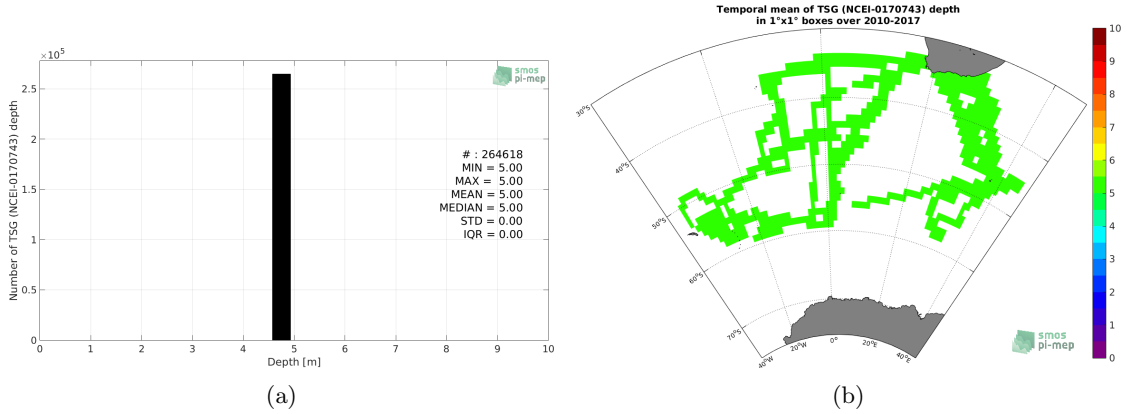 ×10⁵
2.5
2
1.5
1
0.5
0
0 1 2 3 4 5 6 7 8 9 10
Depth [m]
Number of TSG (NCEI-0170743) depth
smos
pi-mep
# : 264618
MIN = 5.00
MAX = 5.00
MEAN = 5.00
MEDIAN = 5.00
STD = 0.00
IQR = 0.00
(a)
Temporal mean of TSG (NCEI-0170743) depth
in 1°x1° boxes over 2010-2017
30°S
40°S
50°S
60°S
70°S
40°W
20°W
0°
20°E
40°E
smos
pi-mep
10
9
8
7
6
5
4
3
2
1
0
(b)